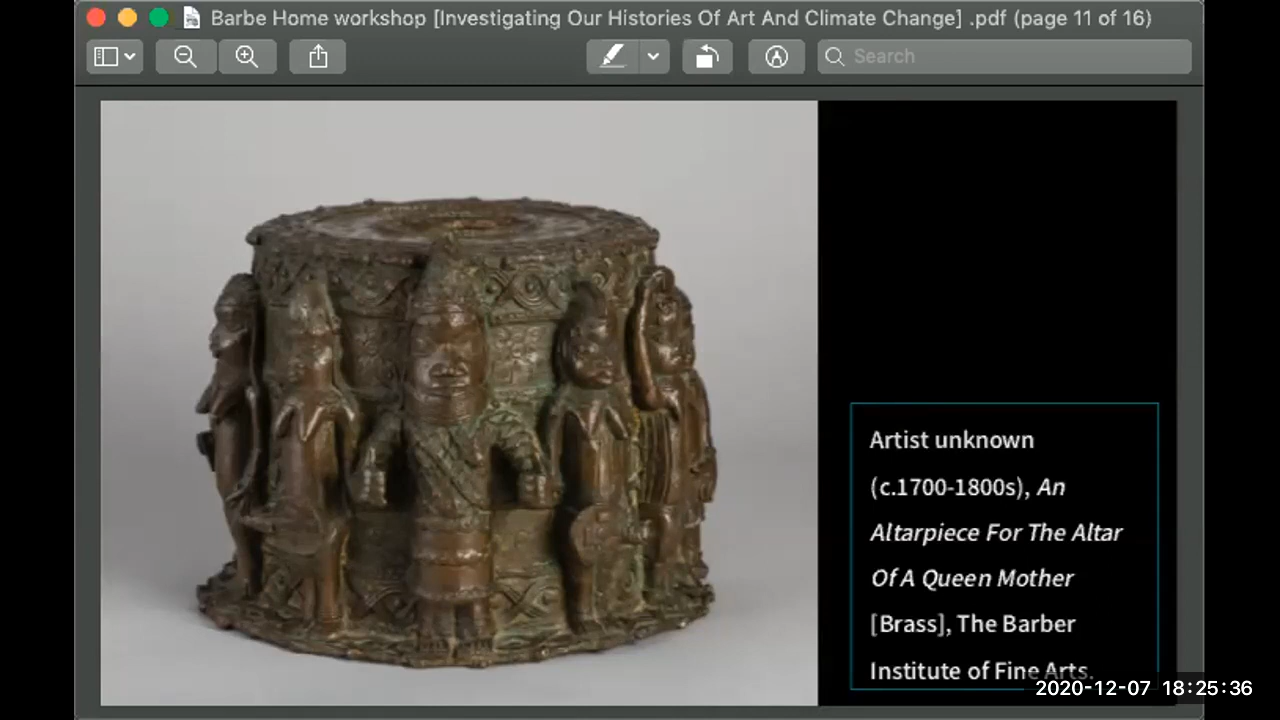 Barbe Home workshop [Investigating Our Histories Of Art And Climate Change] .pdf (page 11 of 16)
Search
Artist unknown
(c.1700-1800s), An
Altarpiece For The Altar
Of A Queen Mother
[Brass], The Barber
Institute of Fine Arts.
2020-12-07 18:25:36